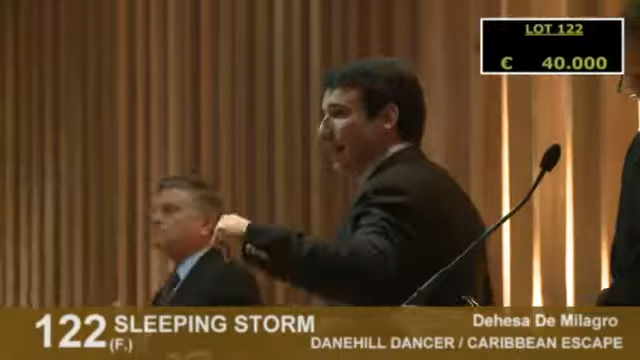 LOT 122
€ 40.000
122 SLEEPING STORM
(F.)
Dehesa De Milagro
DANEHILL DANCER / CARIBBEAN ESCAPE